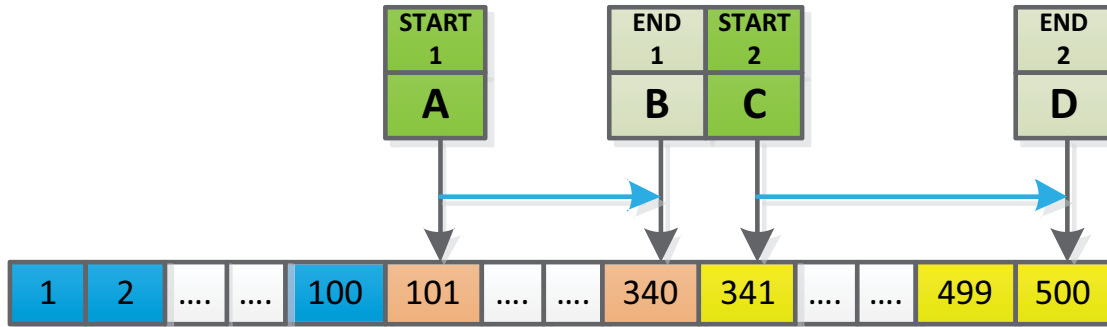 START END START END
1 1 2 2
A B C D
1 2 .... .... 100 101 .... .... 340 341 .... .... 499 500